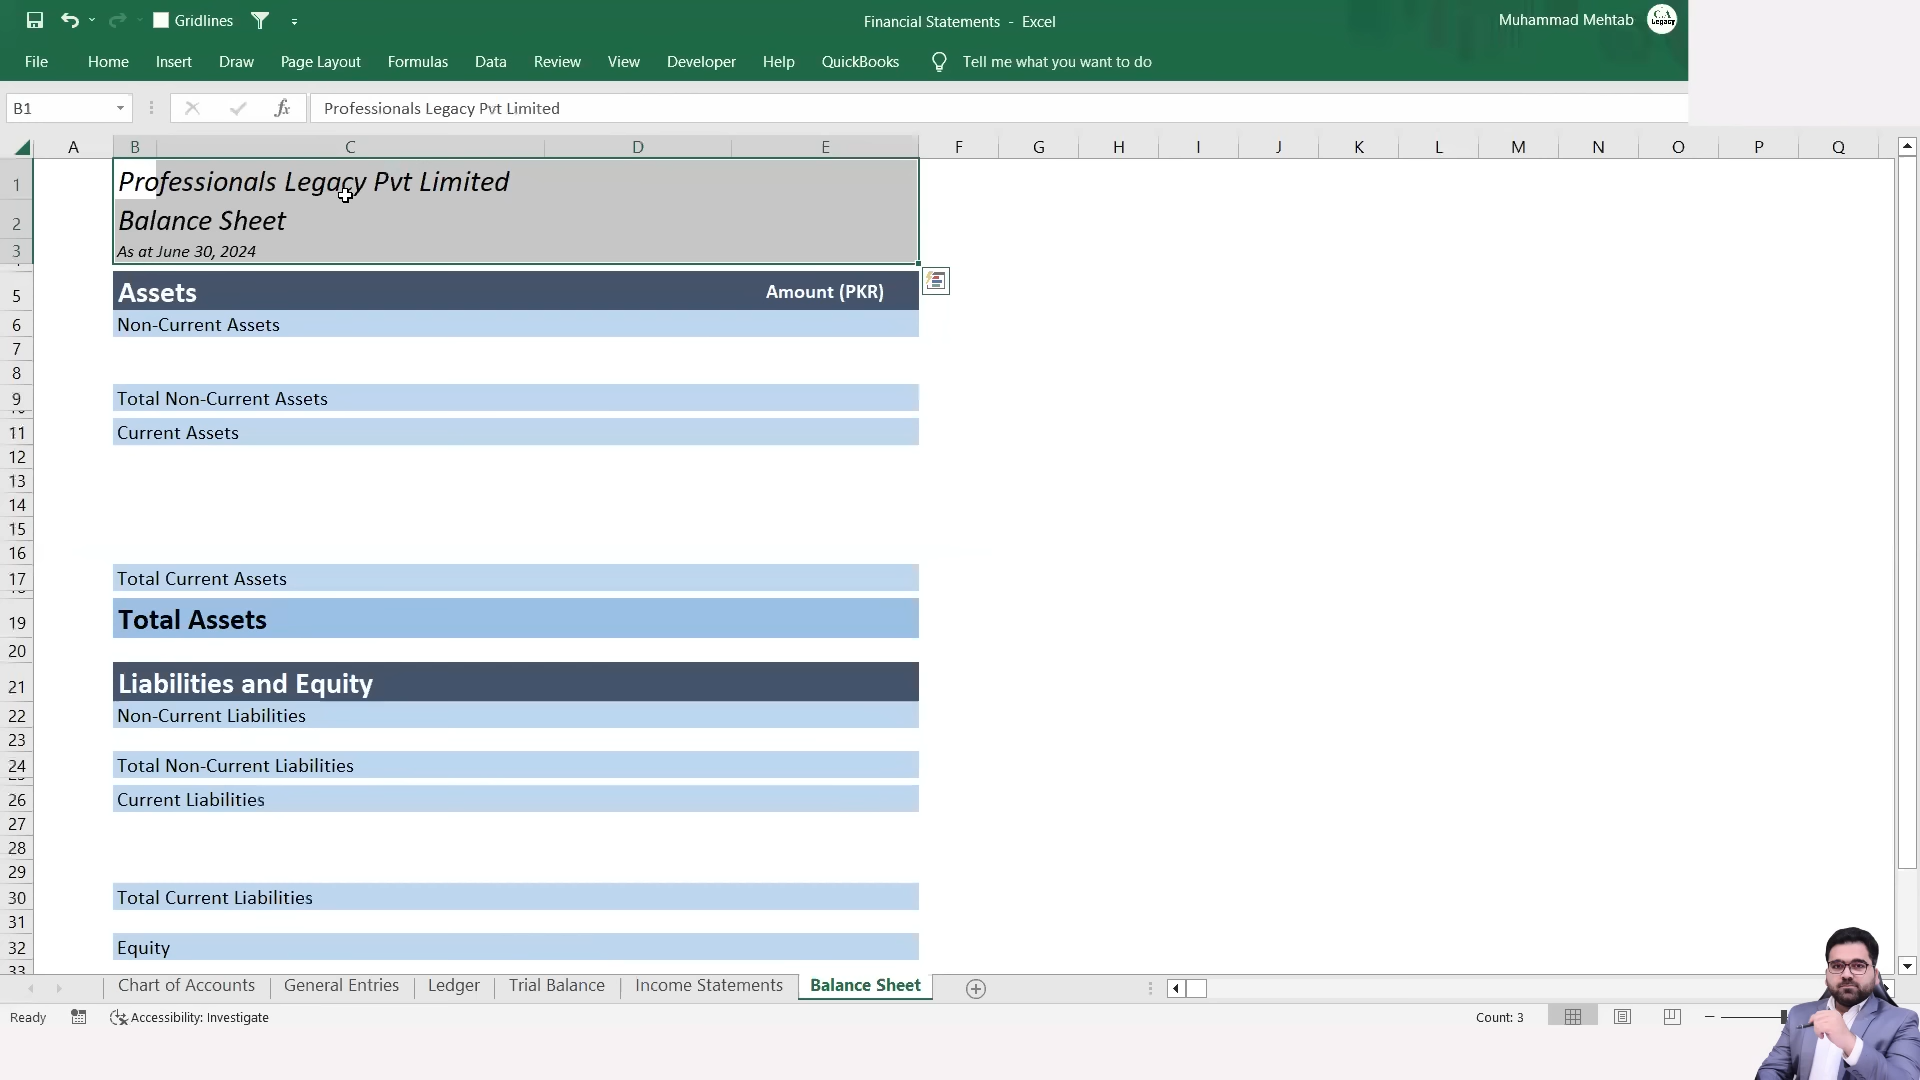 Gridlines
Financial Statements - Excel
Muhammad Mehtab
CA
Legacy
File Home Insert Draw Page Layout Formulas Data Review View Developer Help QuickBooks Tell me what you want to do
B1 fx Professionals Legacy Pvt Limited
A B C D E F G H I J K L M N O P Q
1 Professionals Legacy Pvt Limited
2 Balance Sheet
3 As at June 30, 2024
5 Assets Amount (PKR)
6 Non-Current Assets
7
8
9 Total Non-Current Assets
11 Current Assets
12
13
14
15
16
17 Total Current Assets
19 Total Assets
20
21 Liabilities and Equity
22 Non-Current Liabilities
23
24 Total Non-Current Liabilities
26 Current Liabilities
27
28
29
30 Total Current Liabilities
31
32 Equity
33
Chart of Accounts General Entries Ledger Trial Balance Income Statements Balance Sheet
Ready Accessibility: Investigate Count: 3